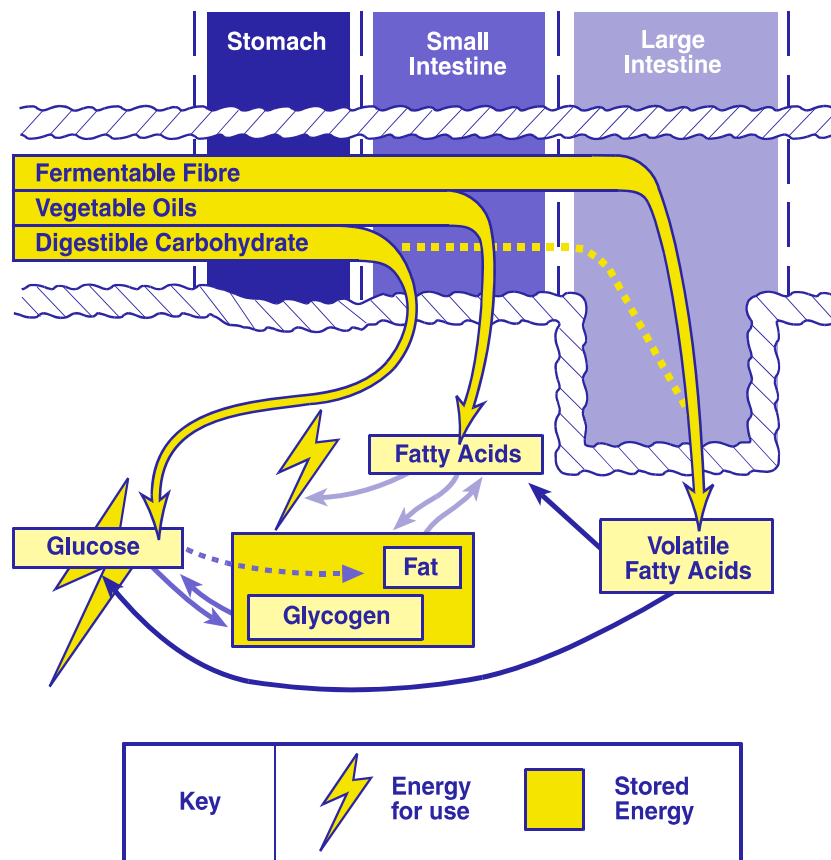 Stomach
Small
Intestine
Large
Intestine
Fermentable Fibre
Vegetable Oils
Digestible Carbohydrate
Fatty Acids
Glucose
Fat
Glycogen
Volatile
Fatty Acids
Key
Energy
for use
Stored
Energy